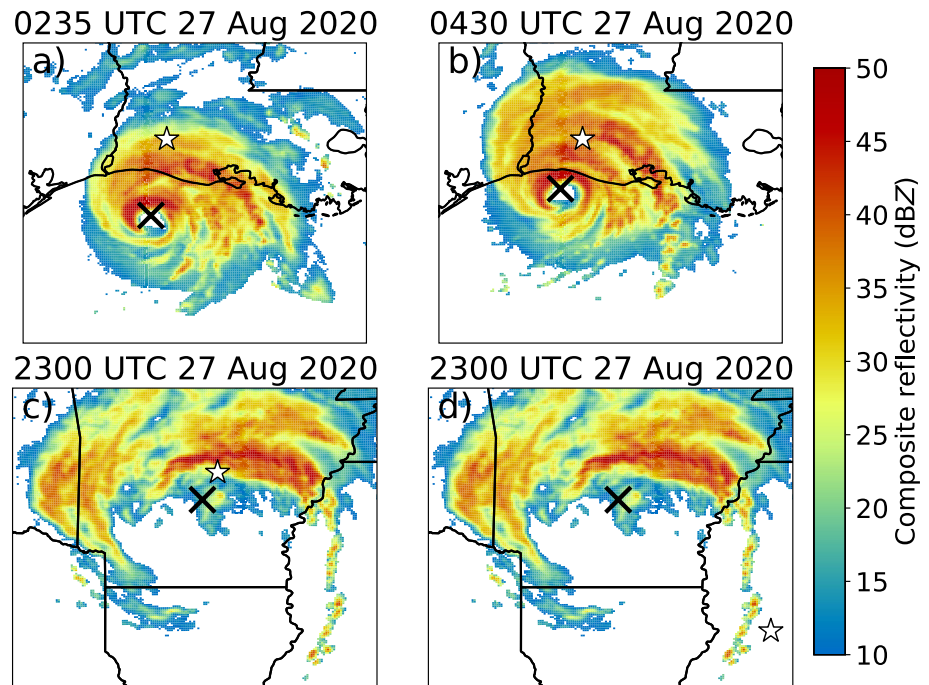 0235 UTC 27 Aug 2020
0430 UTC 27 Aug 2020
a)
b)
2300 UTC 27 Aug 2020
2300 UTC 27 Aug 2020
c)
d)
50
45
40
35
30
25
20
15
10
Composite reflectivity (dBZ)